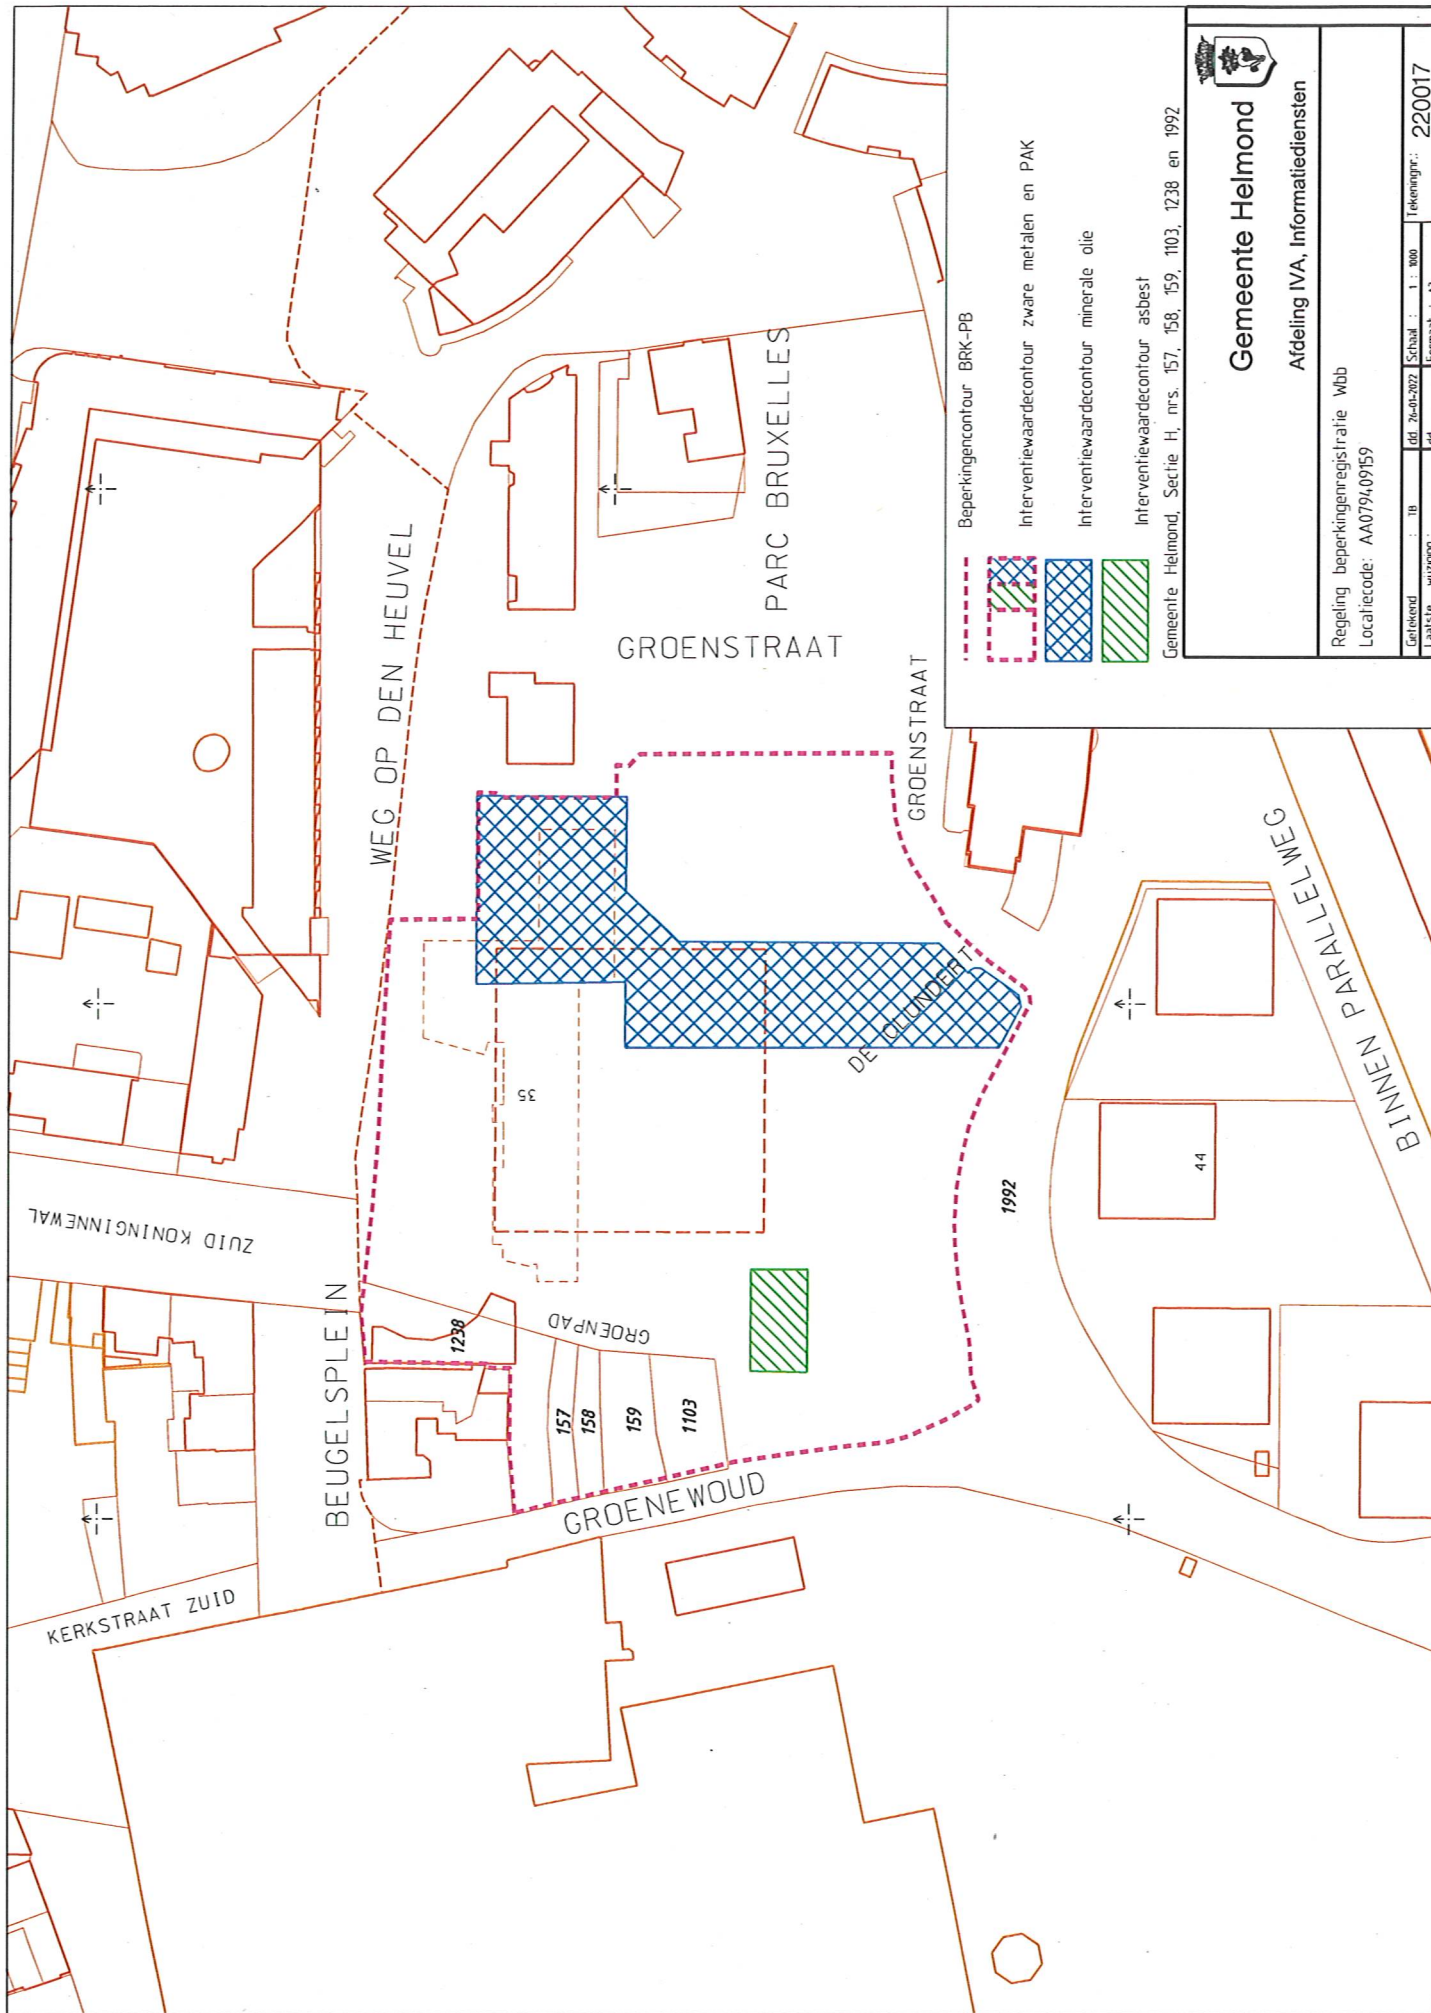 WEG OP DEN HEUVEL
PARC BRUXELLES
GROENSTRAAT
GROENSTRAAT
ZUID KONINGINNEWAL
BEUGELSPLEIN
KERKSTRAAT ZUID
GROENEWOUD
GROENPAD
BINNEN PARALLELWEG
35
44
1238
157
158
159
1103
1992
Beperkingencontour BRK-PB
Interventiewaardecontour zware metalen en PAK
Interventiewaardecontour minerale olie
Interventiewaardecontour asbest
Gemeente Helmond, Sectie H, nrs. 157, 158, 159, 1103, 1238 en 1992
Gemeente Helmond
Afdeling IVA, Informatiediensten
Regeling beperkingenregistratie Wbb
Locatiecode: AA079409159
Getekend : TB dd. 26-01-2022 Schaal : 1 : 1000 Tekeningnr.: 220017